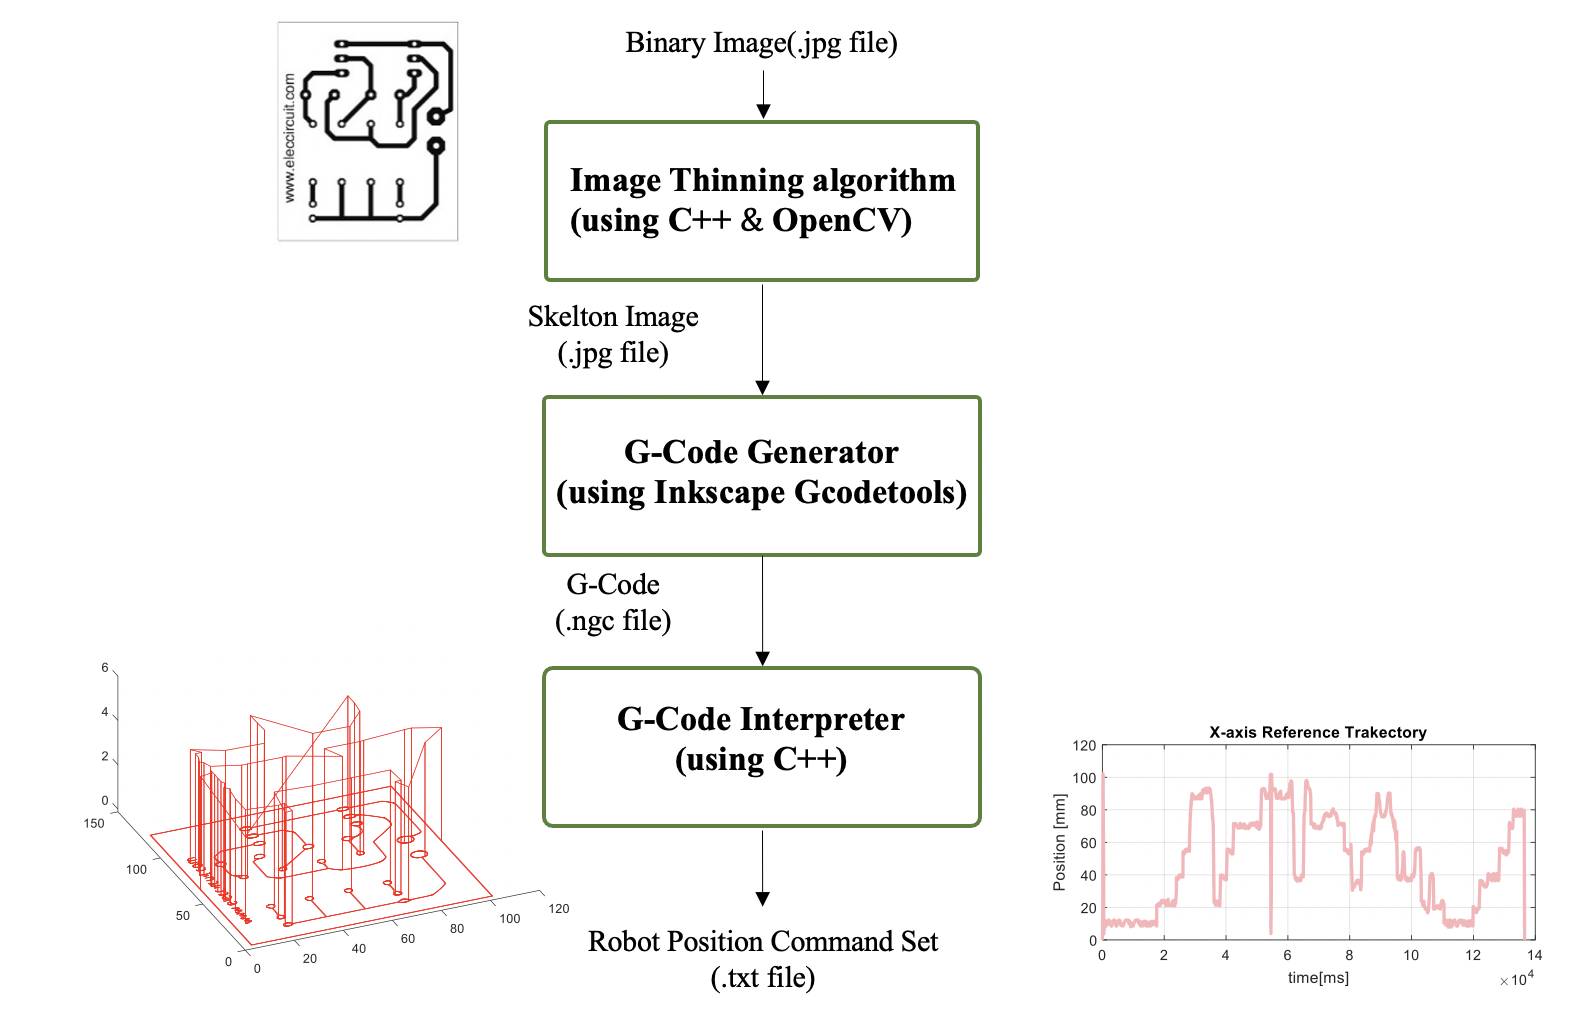 Binary Image(.jpg file)
www.eleccircuit.com
Image Thinning algorithm
(using C++ & OpenCV)
Skelton Image
(.jpg file)
G-Code Generator
(using Inkscape Gcodetools)
G-Code
(.ngc file)
G-Code Interpreter
(using C++)
Robot Position Command Set
(.txt file)
6
4
2
0
150
100
50
0
0
20
40
60
80
100
120
X-axis Reference Trakectory
Position [mm]
120
100
80
60
40
20
0
0 2 4 6 8 10 12 14
time[ms]
×10⁴